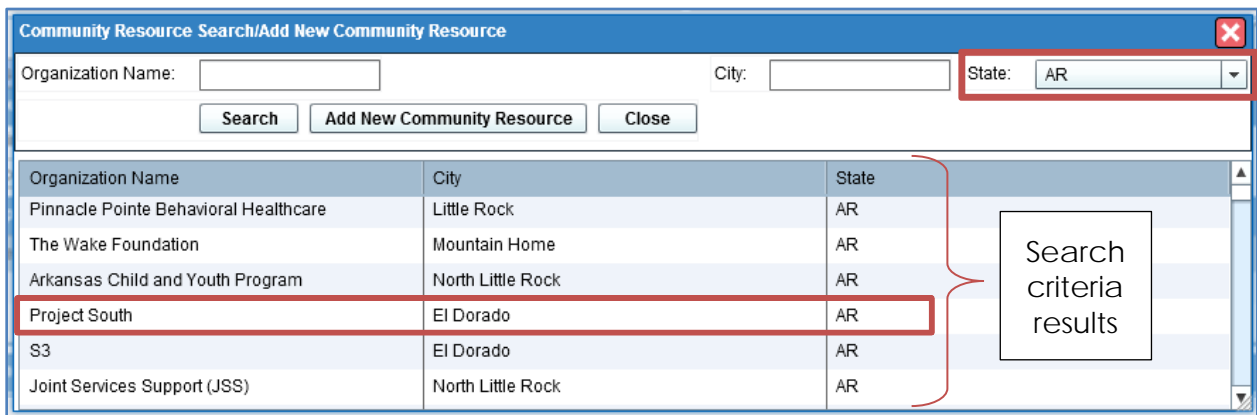 Community Resource Search/Add New Community Resource
Organization Name: City: State: AR
Search Add New Community Resource Close
Organization Name City State
Pinnacle Pointe Behavioral Healthcare Little Rock AR
The Wake Foundation Mountain Home AR
Arkansas Child and Youth Program North Little Rock AR
Project South El Dorado AR
S3 El Dorado AR
Joint Services Support (JSS) North Little Rock AR
Search
criteria
results